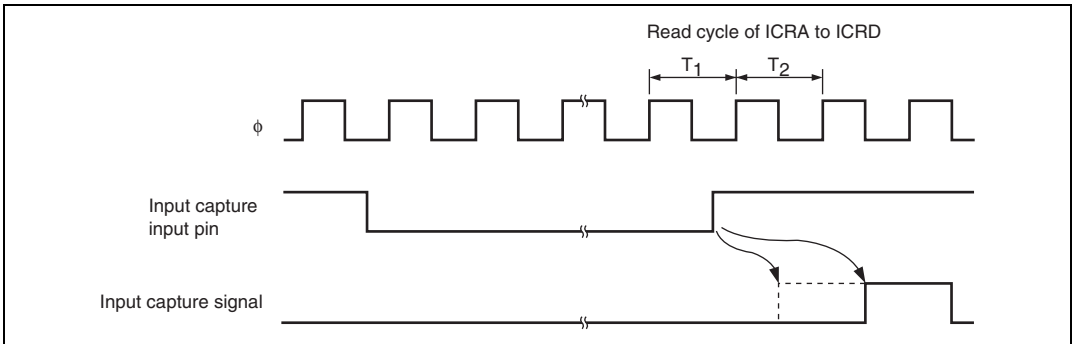 Read cycle of ICRA to ICRD
T1 T2
ϕ
Input capture
input pin
Input capture signal